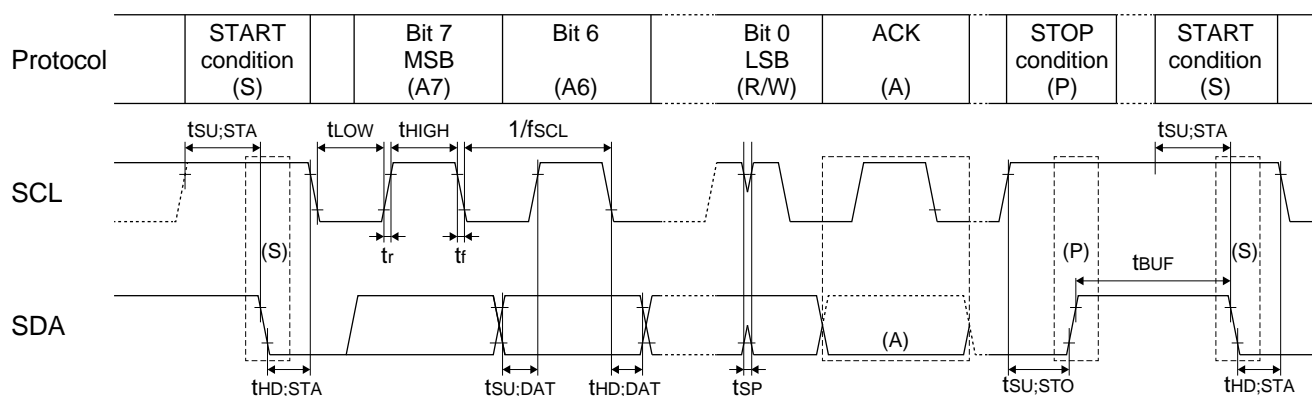 Protocol
START
condition
(S)
Bit 7
MSB
(A7)
Bit 6
(A6)
Bit 0
LSB
(R/W)
ACK
(A)
STOP
condition
(P)
START
condition
(S)
tSU;STA
tLOW
tHIGH
1/fSCL
tSU;STA
SCL
tr
tf
(S)
(P)
(S)
tBUF
SDA
(A)
tHD;STA
tSU;DAT
tHD;DAT
tSP
tSU;STO
tHD;STA